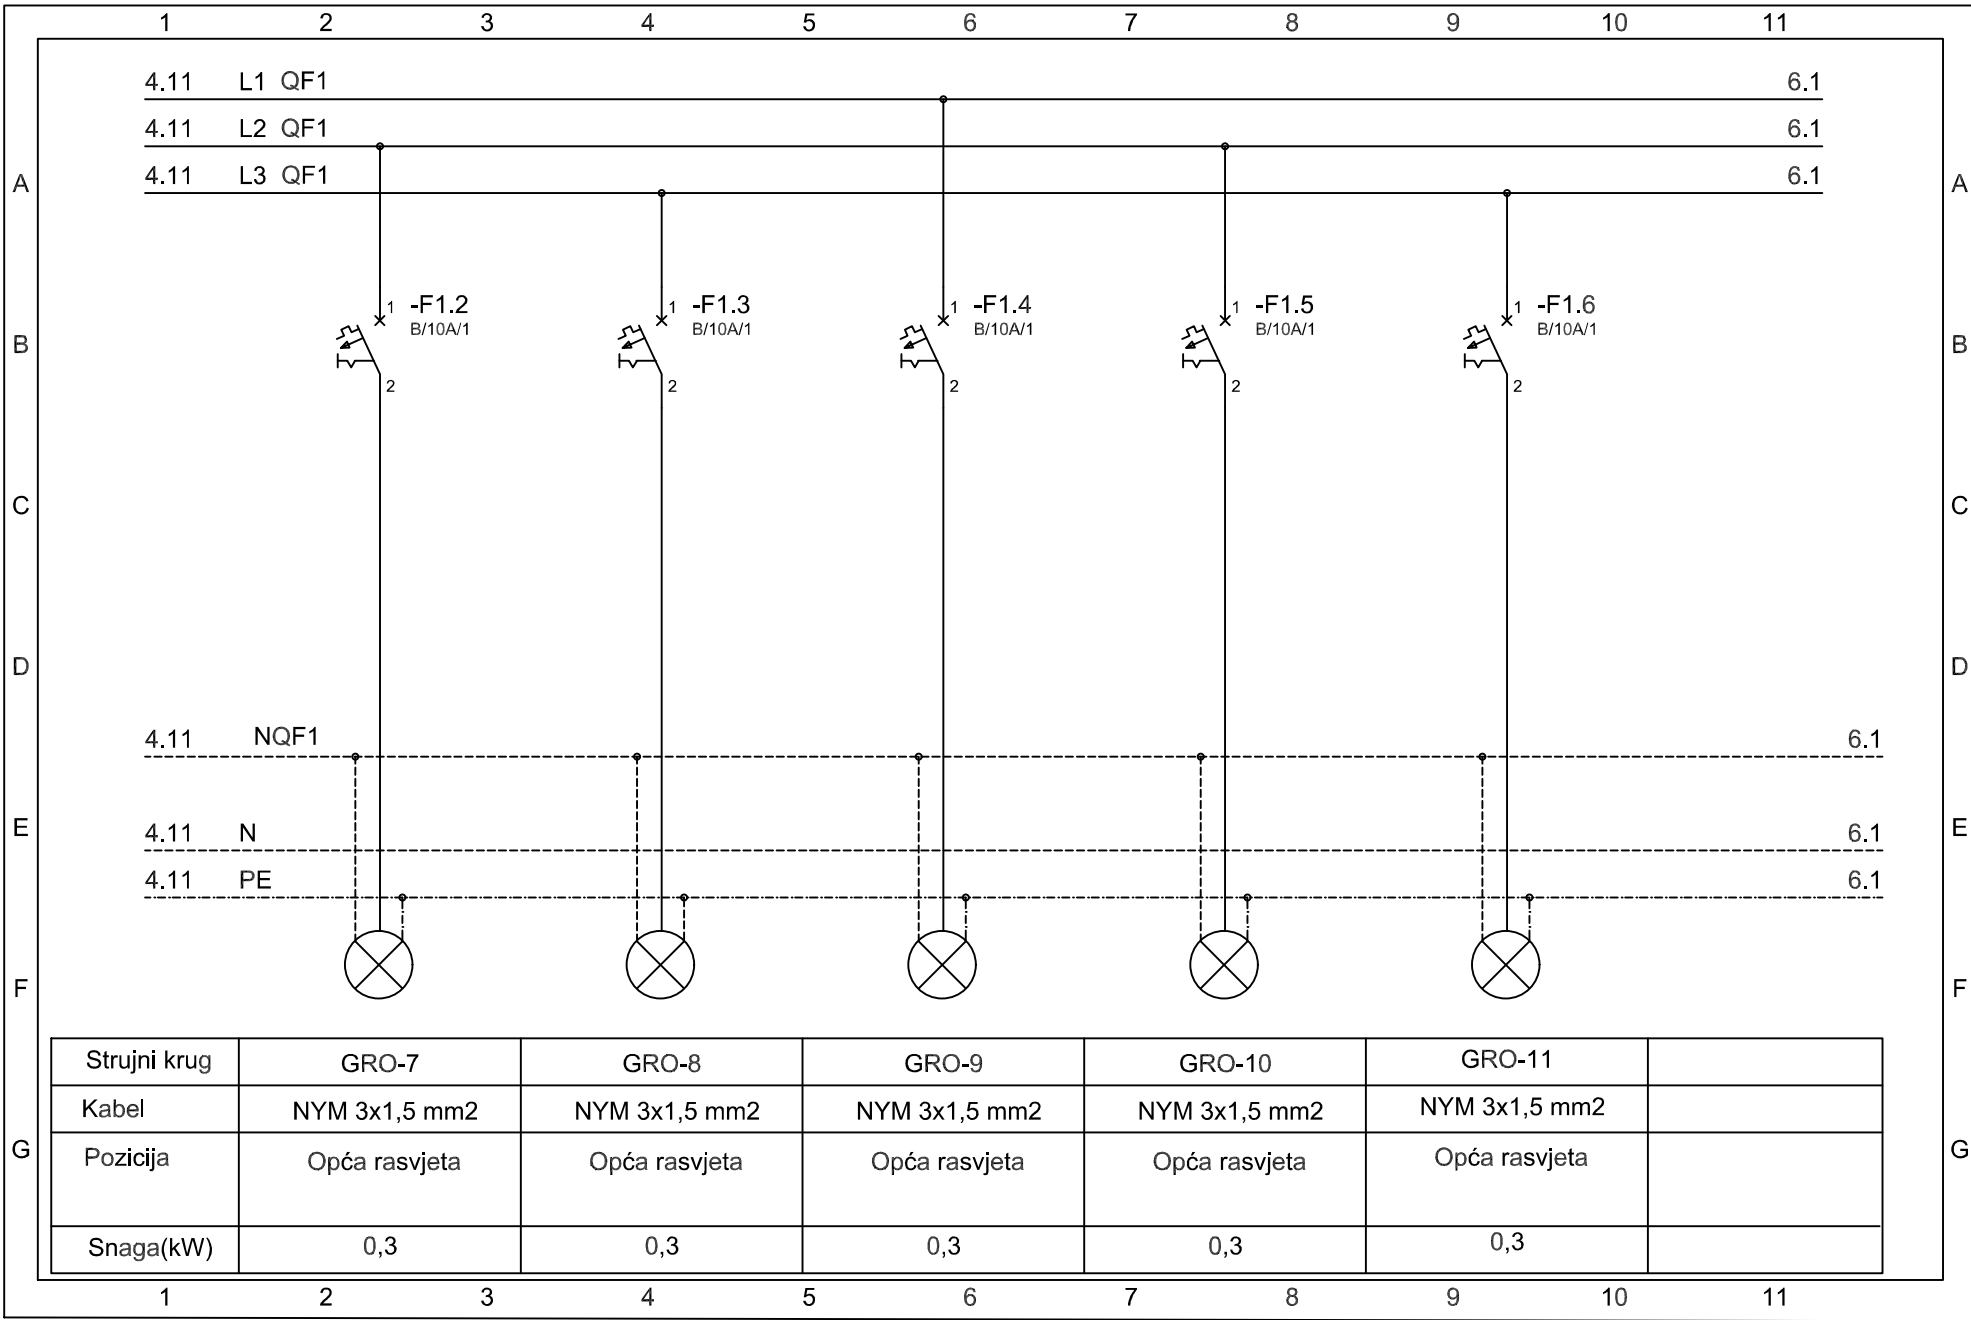 1 2 3 4 5 6 7 8 9 10 11
4.11 L1 QF1 6.1
4.11 L2 QF1 6.1
4.11 L3 QF1 6.1
A A
1 -F1.2 1 -F1.3 1 -F1.4 1 -F1.5 1 -F1.6
B/10A/1 B/10A/1 B/10A/1 B/10A/1 B/10A/1
B B
2 2 2 2 2
C C
D D
4.11 NQF1 6.1
E E
4.11 N 6.1
4.11 PE 6.1
F F
Strujni krug GRO-7 GRO-8 GRO-9 GRO-10 GRO-11
Kabel NYM 3x1,5 mm2 NYM 3x1,5 mm2 NYM 3x1,5 mm2 NYM 3x1,5 mm2 NYM 3x1,5 mm2
G G
Pozicija Opća rasvjeta Opća rasvjeta Opća rasvjeta Opća rasvjeta Opća rasvjeta
Snaga(kW) 0,3 0,3 0,3 0,3 0,3
1 2 3 4 5 6 7 8 9 10 11